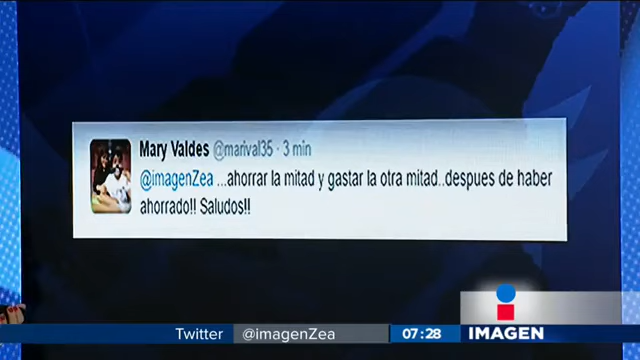 Mary Valdes @marival35 · 3 min
@imagenZea ...ahorrar la mitad y gastar la otra mitad..despues de haber
ahorrado!! Saludos!!
Twitter @imagenZea 07:28 IMAGEN